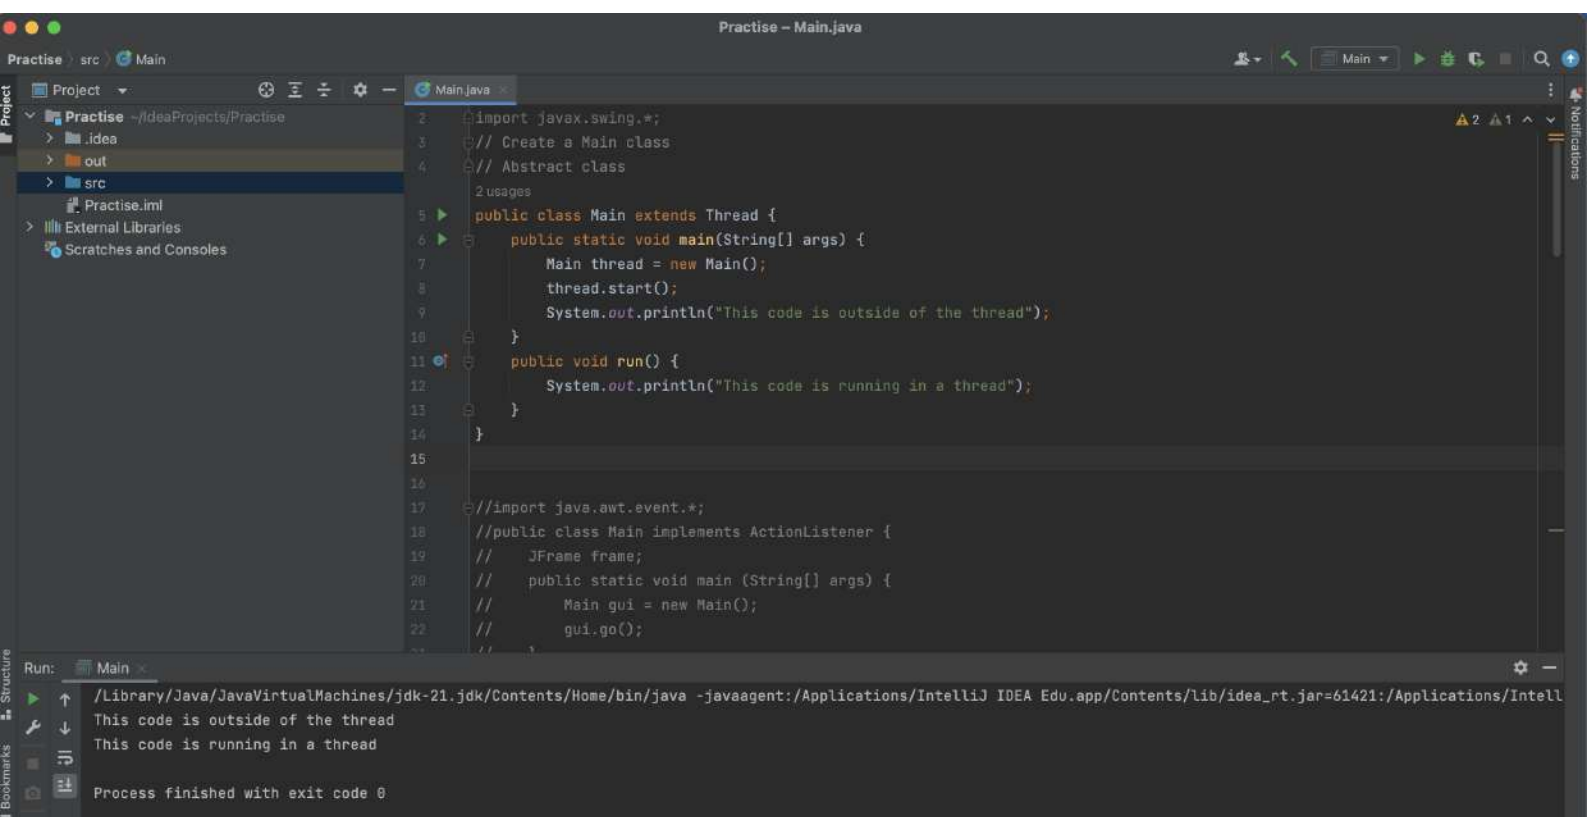 Practise – Main.java
Practise src Main
Main
Project
Main.java
Project
Practise ~/IdeaProjects/Practise
.idea
out
src
Practise.iml
External Libraries
Scratches and Consoles
2 import javax.swing.*;
3 // Create a Main class
4 // Abstract class
2 usages
5 public class Main extends Thread {
6 public static void main(String[] args) {
7 Main thread = new Main();
8 thread.start();
9 System.out.println("This code is outside of the thread");
10 }
11 public void run() {
12 System.out.println("This code is running in a thread");
13 }
14 }
15
16
17 //import java.awt.event.*;
18 //public class Main implements ActionListener {
19 // JFrame frame;
20 // public static void main (String[] args) {
21 // Main gui = new Main();
22 // gui.go();
2 1
Notifications
Structure
Bookmarks
Run: Main
/Library/Java/JavaVirtualMachines/jdk-21.jdk/Contents/Home/bin/java -javaagent:/Applications/IntelliJ IDEA Edu.app/Contents/lib/idea_rt.jar=61421:/Applications/Intell
This code is outside of the thread
This code is running in a thread
Process finished with exit code 0